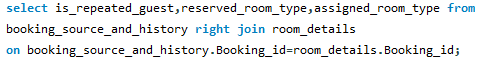 select is_repeated_guest,reserved_room_type,assigned_room_type from
booking_source_and_history right join room_details
on booking_source_and_history.Booking_id=room_details.Booking_id;